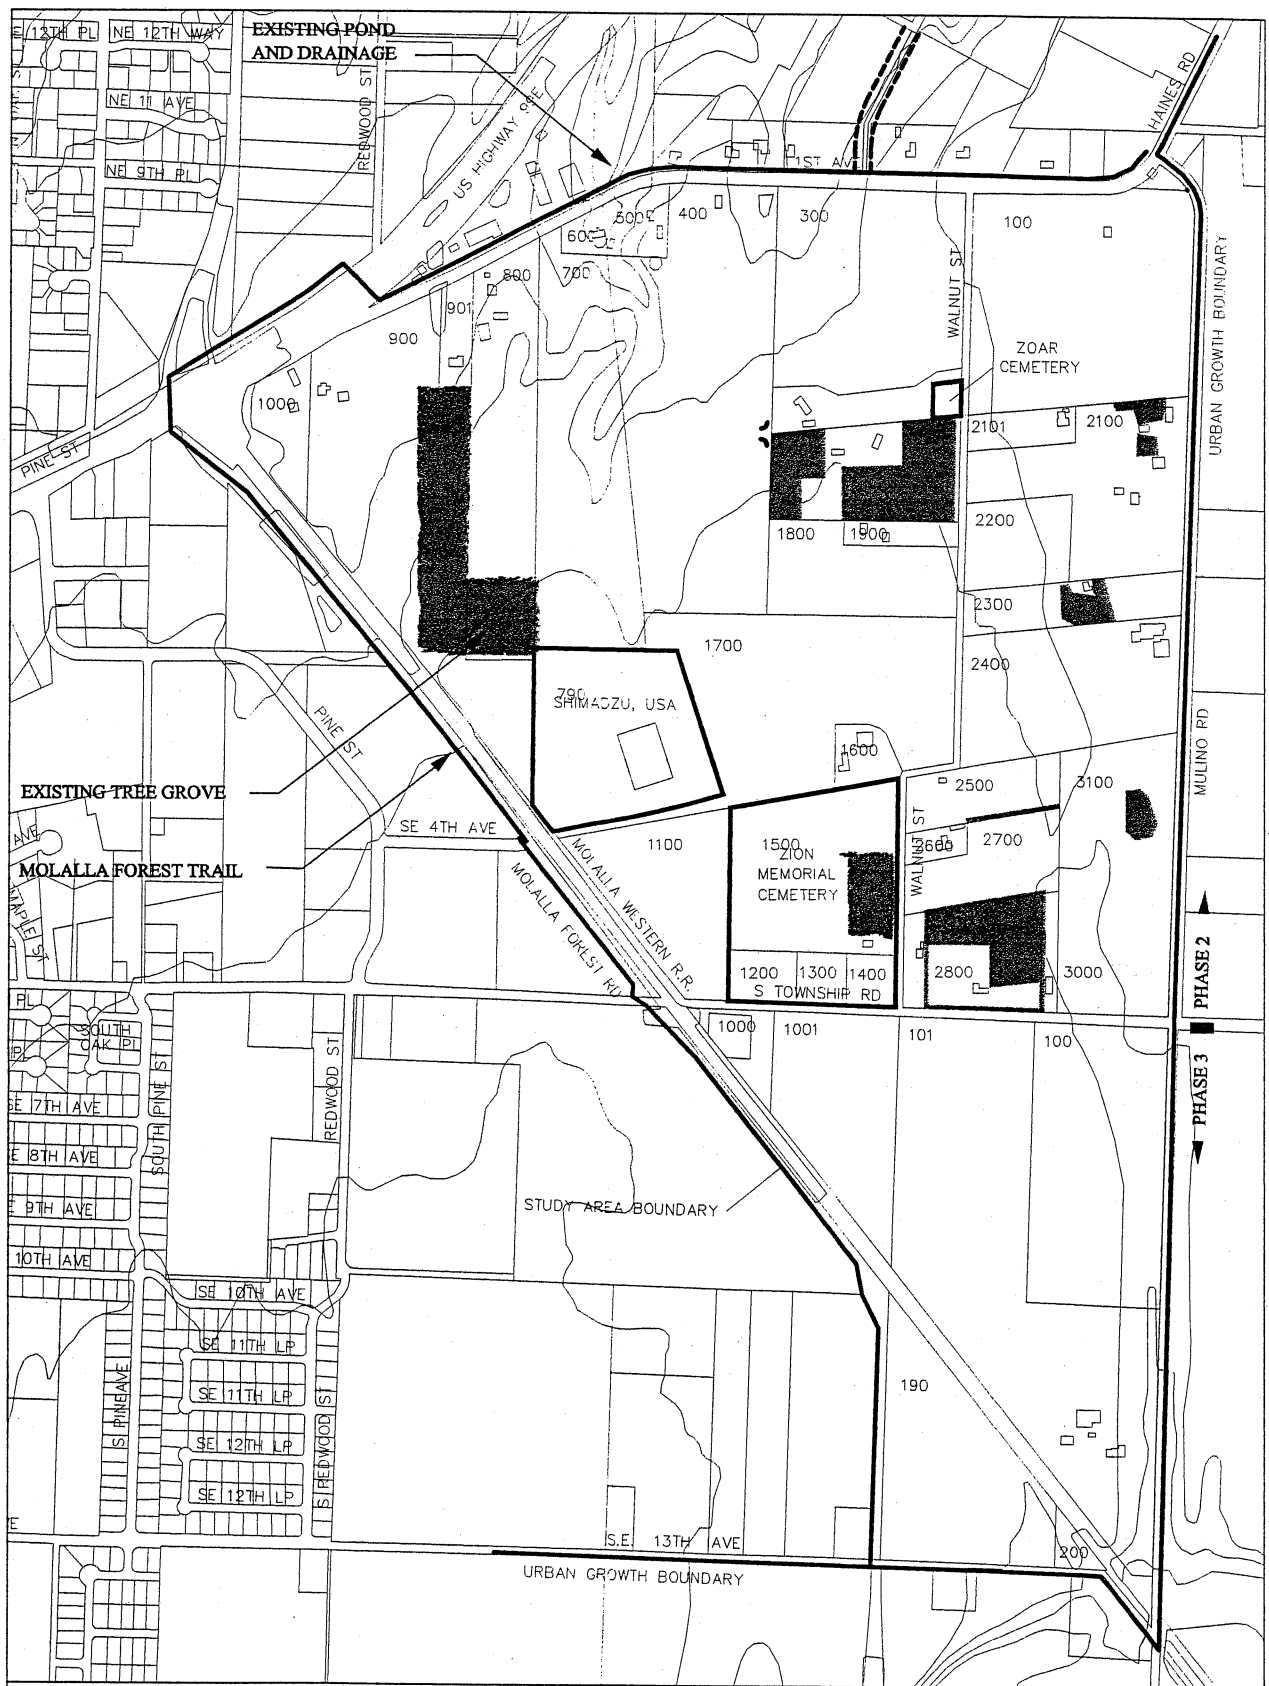 EXISTING POND
AND DRAINAGE
E 12TH PL
NE 12TH WAY
NE 11 AVE
NE 9TH PL
REDWOOD ST
US HIGHWAY 99E
HAINES RD
1ST AV
500
600
400
300
100
700
800
901
900
1000
WALNUT ST
URBAN GROWTH BOUNDARY
ZOAR
CEMETERY
PINE ST
2101
2100
1800
1900
2200
2300
2400
1700
790
SHIMADZU, USA
1600
PINE ST
MULINO RD
EXISTING TREE GROVE
AVE
SE 4TH AVE
MOLALLA FOREST TRAIL
MAPLE ST
1100
1500
ZION
MEMORIAL
CEMETERY
WALNUT ST
2500
3100
2600
2700
MOLALLA WESTERN R.R.
MOLALLA FOREST RD
1200
1300
1400
S TOWNSHIP RD
2800
3000
PHASE 2
PHASE 3
PL
SOUTH
OAK PL
SOUTH PINE ST
REDWOOD ST
1000
1001
101
100
SE 7TH AVE
E 8TH AVE
E 9TH AVE
10TH AVE
STUDY AREA BOUNDARY
SE 10TH AVE
SE 11TH LP
SE 11TH LP
SE 12TH LP
SE 12TH LP
S PINE AVE
S REDWOOD ST
190
200
S.E. 13TH AVE
URBAN GROWTH BOUNDARY